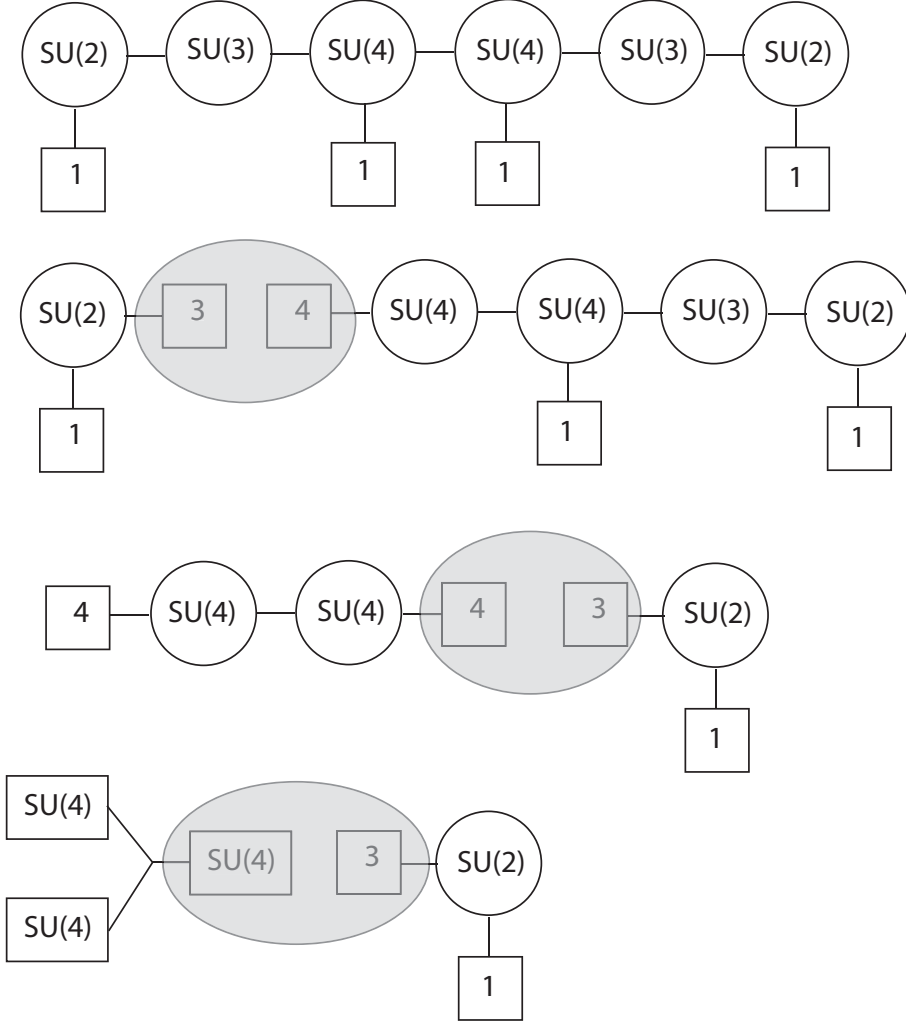 SU(2) SU(3) SU(4) SU(4) SU(3) SU(2)
1 1 1 1
SU(2) 3 4 SU(4) SU(4) SU(3) SU(2)
1 1 1
4 SU(4) SU(4) 4 3 SU(2)
1
SU(4)
SU(4) 3 SU(2)
SU(4)
1